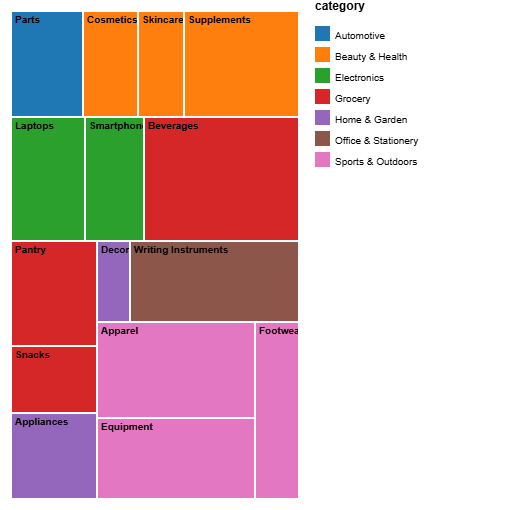 category
Parts
Cosmetics
Skincare
Supplements
Automotive
Beauty & Health
Electronics
Grocery
Home & Garden
Office & Stationery
Sports & Outdoors
Laptops
Smartphon
Beverages
Pantry
Decor
Writing Instruments
Apparel
Footwea
Snacks
Appliances
Equipment